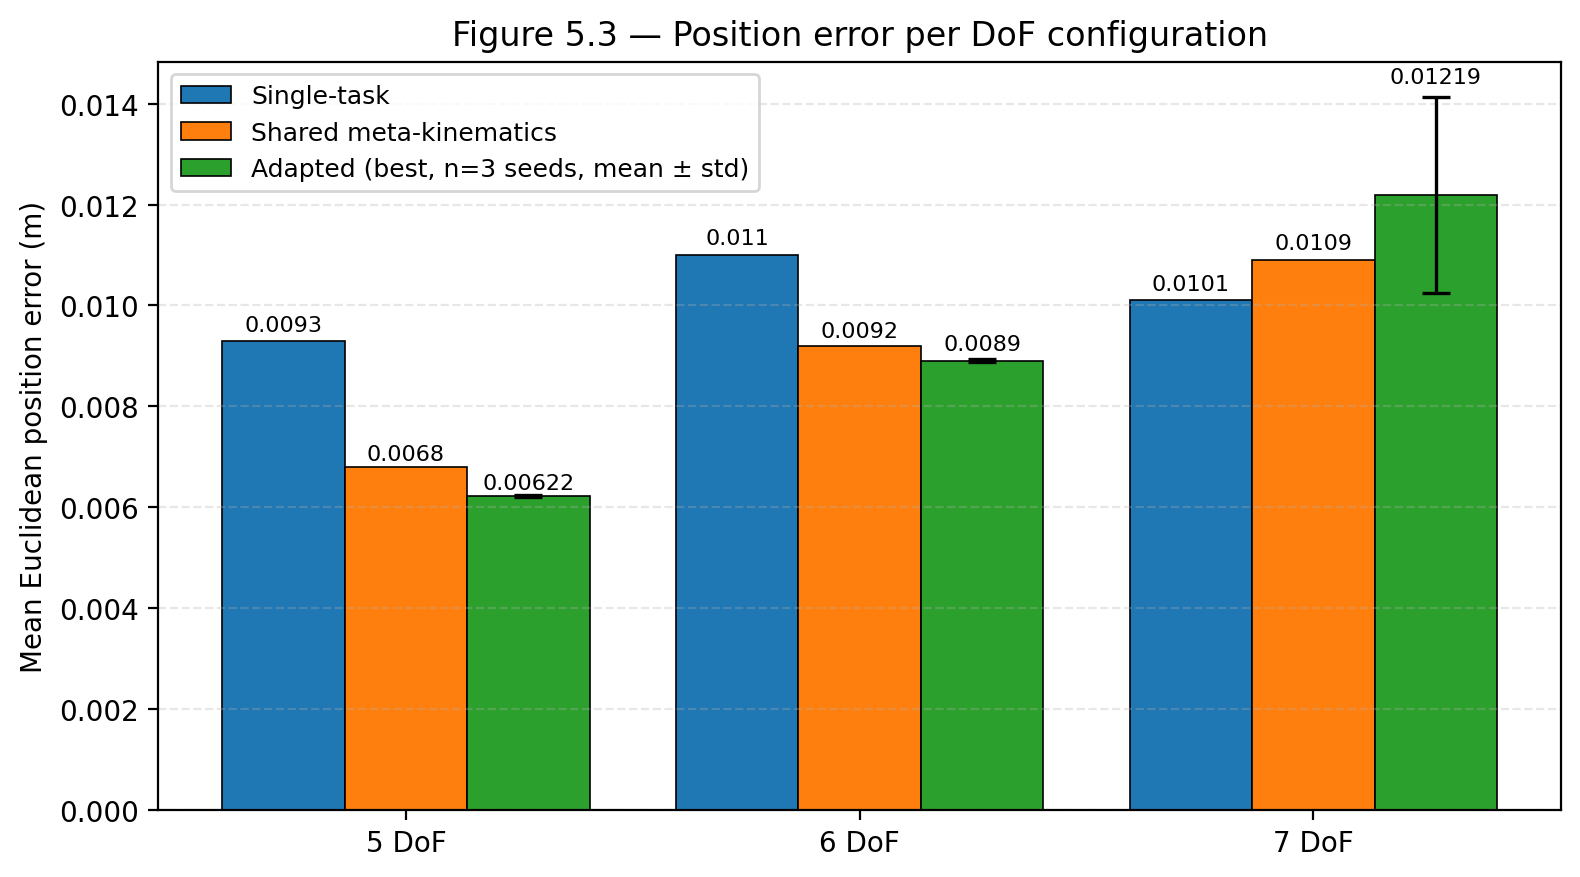 Figure 5.3 — Position error per DoF configuration
Single-task
Shared meta-kinematics
Adapted (best, n=3 seeds, mean ± std)
Mean Euclidean position error (m)
0.014
0.012
0.010
0.008
0.006
0.004
0.002
0.000
0.0093
0.0068
0.00622
0.011
0.0092
0.0089
0.0101
0.0109
0.01219
5 DoF
6 DoF
7 DoF